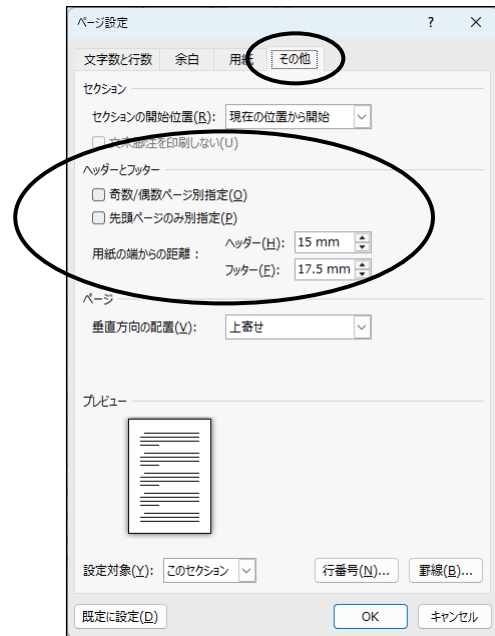 ページ設定 ? ×
文字数と行数 余白 用紙 その他
セクション
セクションの開始位置(R): 現在の位置から開始
文末脚注を印刷しない(U)
ヘッダーとフッター
奇数/偶数ページ別指定(O)
先頭ページのみ別指定(P)
用紙の端からの距離: ヘッダー(H): 15 mm
フッター(F): 17.5 mm
ページ
垂直方向の配置(V): 上寄せ
プレビュー
設定対象(Y): このセクション 行番号(N)... 罫線(B)...
既定に設定(D) OK キャンセル